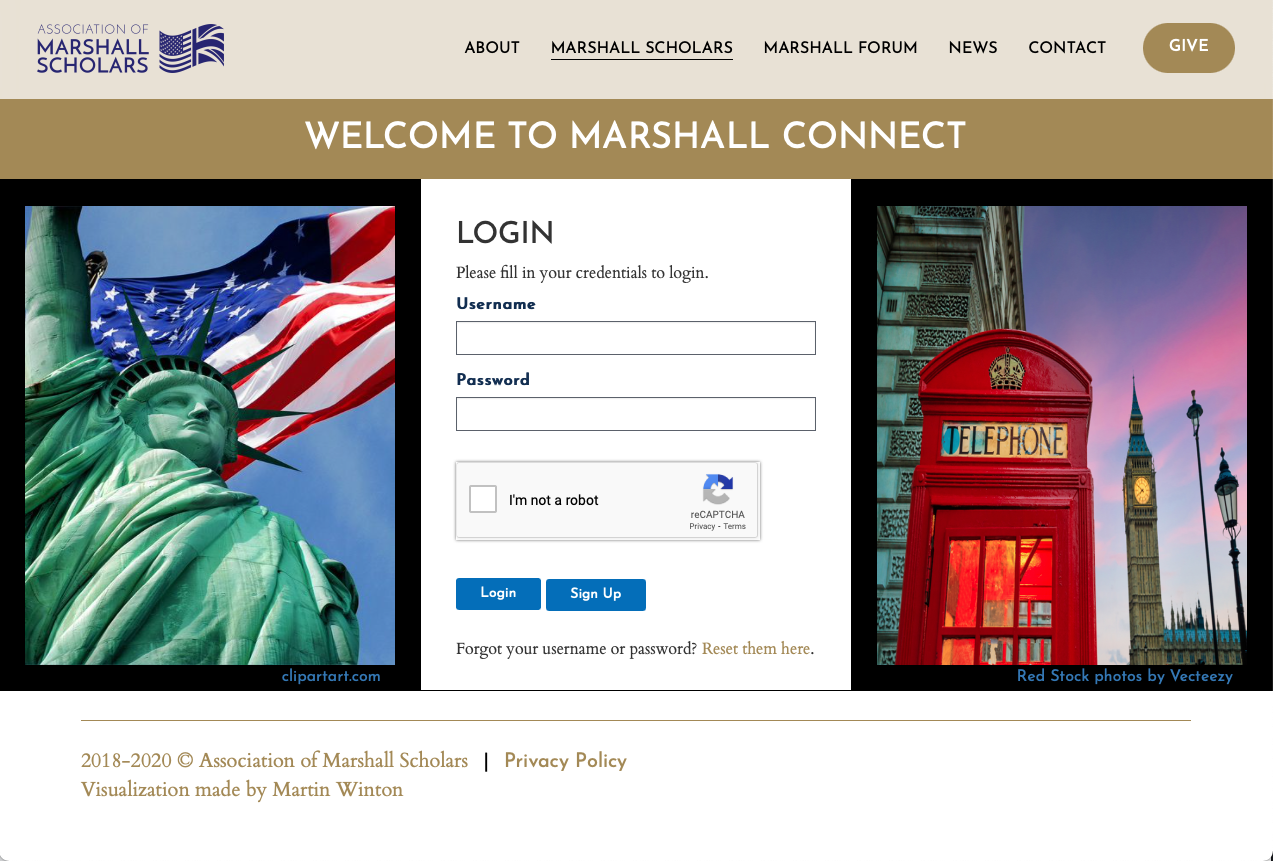 ASSOCIATION OF
MARSHALL
SCHOLARS
ABOUT MARSHALL SCHOLARS MARSHALL FORUM NEWS CONTACT GIVE
WELCOME TO MARSHALL CONNECT
LOGIN
Please fill in your credentials to login.
Username
Password
TELEPHONE
I'm not a robot
reCAPTCHA
Privacy - Terms
Login Sign Up
Forgot your username or password? Reset them here.
clipartart.com
Red Stock photos by Vecteezy
2018-2020 © Association of Marshall Scholars | Privacy Policy
Visualization made by Martin Winton